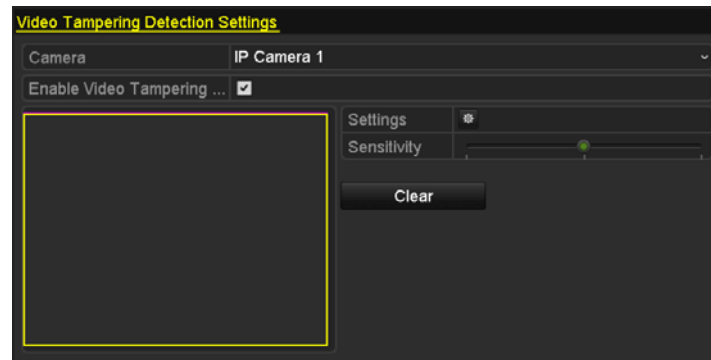 Video Tampering Detection Settings
Camera IP Camera 1
Enable Video Tampering ...
Settings
Sensitivity
Clear